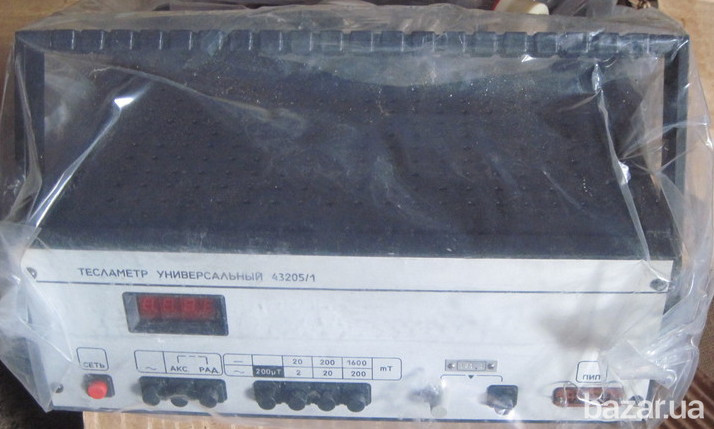 ТЕСЛАМЕТР УНИВЕРСАЛЬНЫЙ 43205/1
СЕТЬ
АКС РАД
20 200 1600 mT
200µT 2 20 200
ПИП
bazar.ua